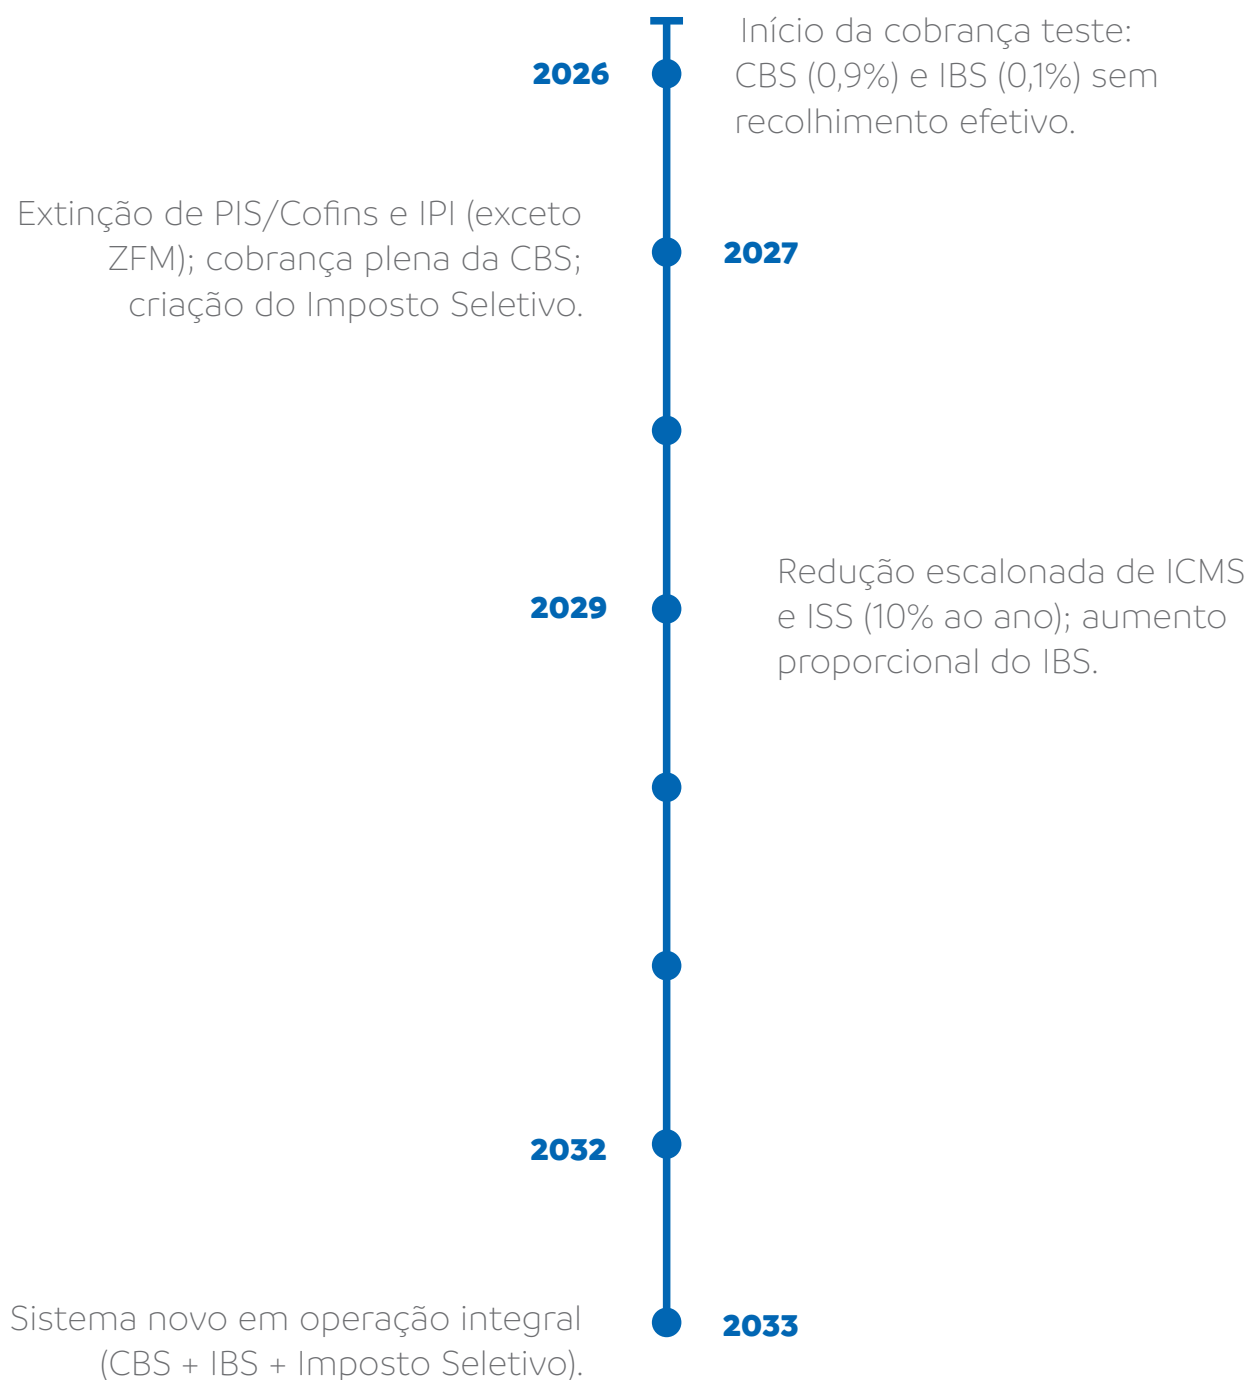 2026
Início da cobrança teste:
CBS (0,9%) e IBS (0,1%) sem
recolhimento efetivo.
Extinção de PIS/Cofins e IPI (exceto
ZFM); cobrança plena da CBS;
criação do Imposto Seletivo.
2027
2029
Redução escalonada de ICMS
e ISS (10% ao ano); aumento
proporcional do IBS.
2032
Sistema novo em operação integral
(CBS + IBS + Imposto Seletivo).
2033